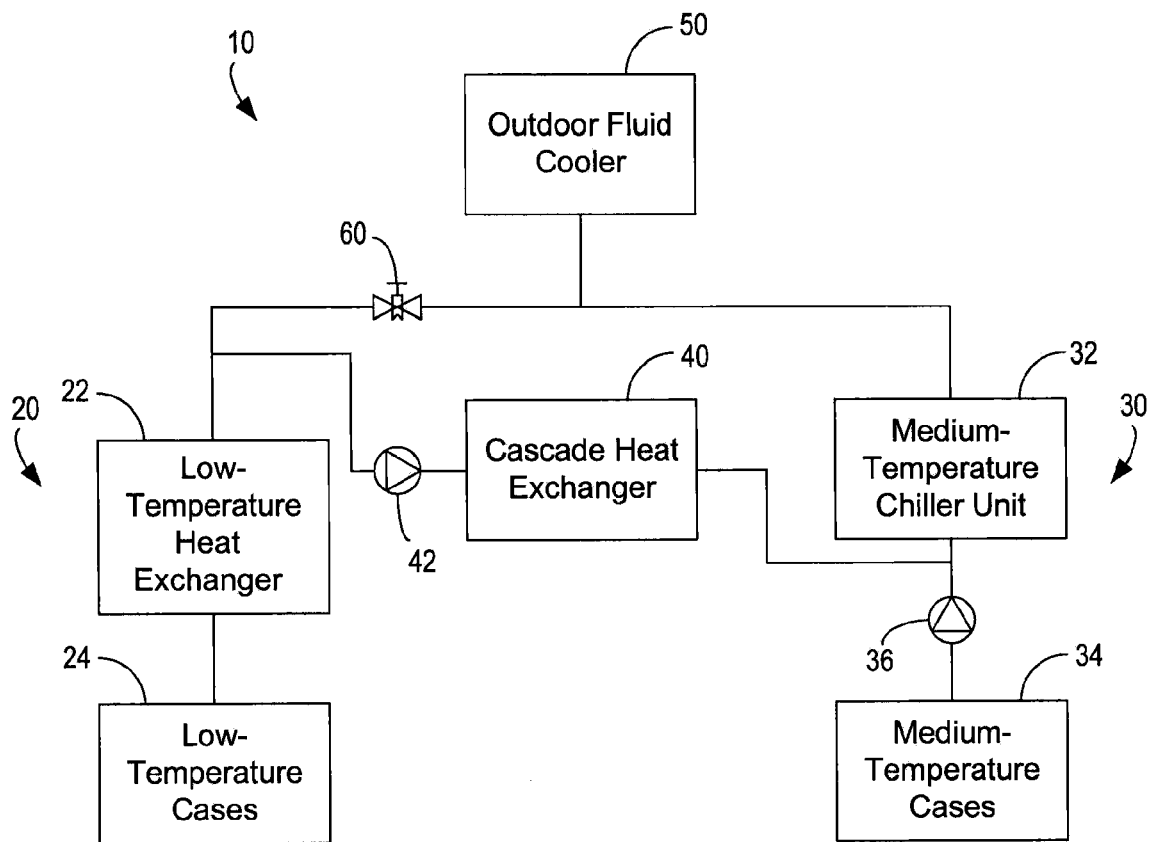 10
50
Outdoor Fluid
Cooler
60
40
32
22
20
30
Low-
Temperature
Heat
Exchanger
Cascade Heat
Exchanger
Medium-
Temperature
Chiller Unit
42
36
24
34
Low-
Temperature
Cases
Medium-
Temperature
Cases